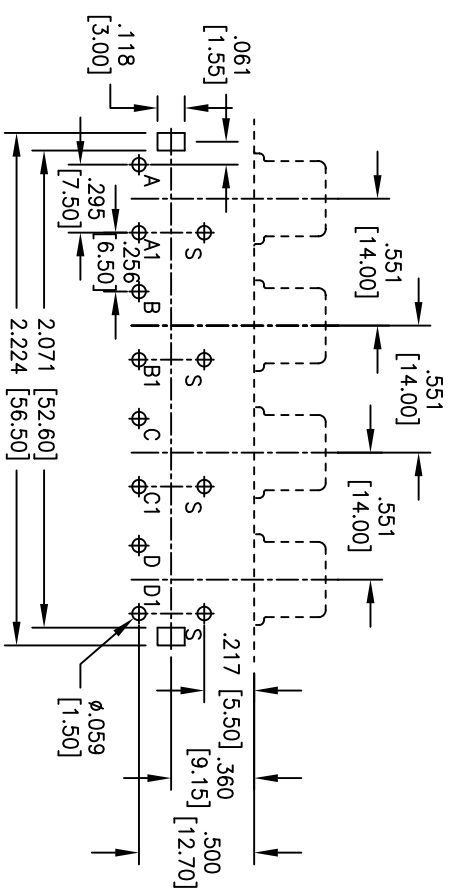 .118
[3.00]
.061
[1.55]
.551
[14.00]
.551
[14.00]
.551
[14.00]
A
A1
B
B1
C
C1
D
D1
S
S
S
S
.295
[7.50]
.256
[6.50]
2.071 [52.60]
2.224 [56.50]
ø.059
[1.50]
.217 [5.50]
.360
[9.15]
.500
[12.70]